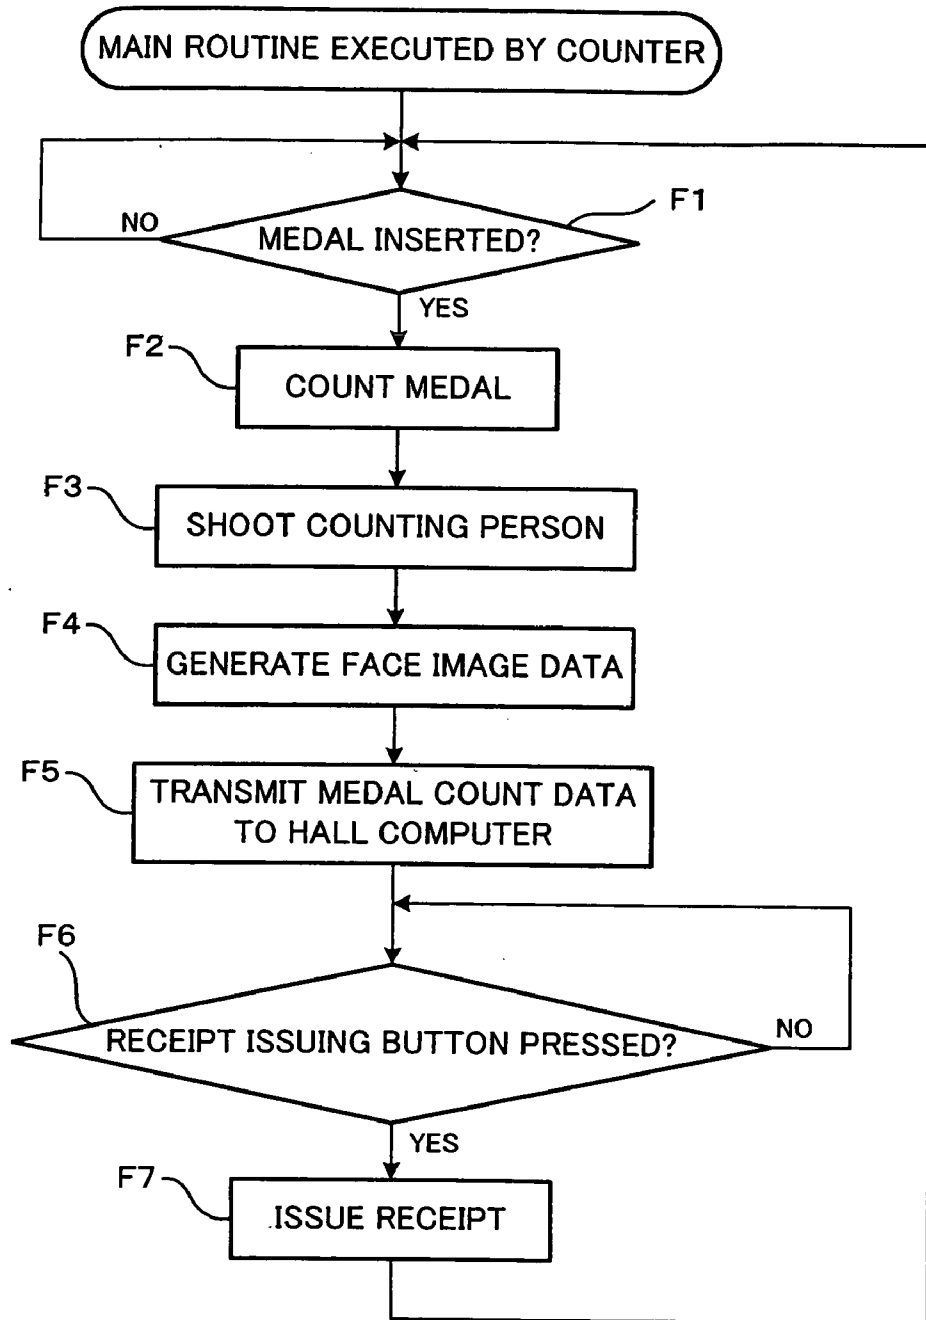 MAIN ROUTINE EXECUTED BY COUNTER
F1
NO
MEDAL INSERTED?
YES
F2
COUNT MEDAL
F3
SHOOT COUNTING PERSON
F4
GENERATE FACE IMAGE DATA
F5
TRANSMIT MEDAL COUNT DATA
TO HALL COMPUTER
F6
RECEIPT ISSUING BUTTON PRESSED?
NO
YES
F7
ISSUE RECEIPT